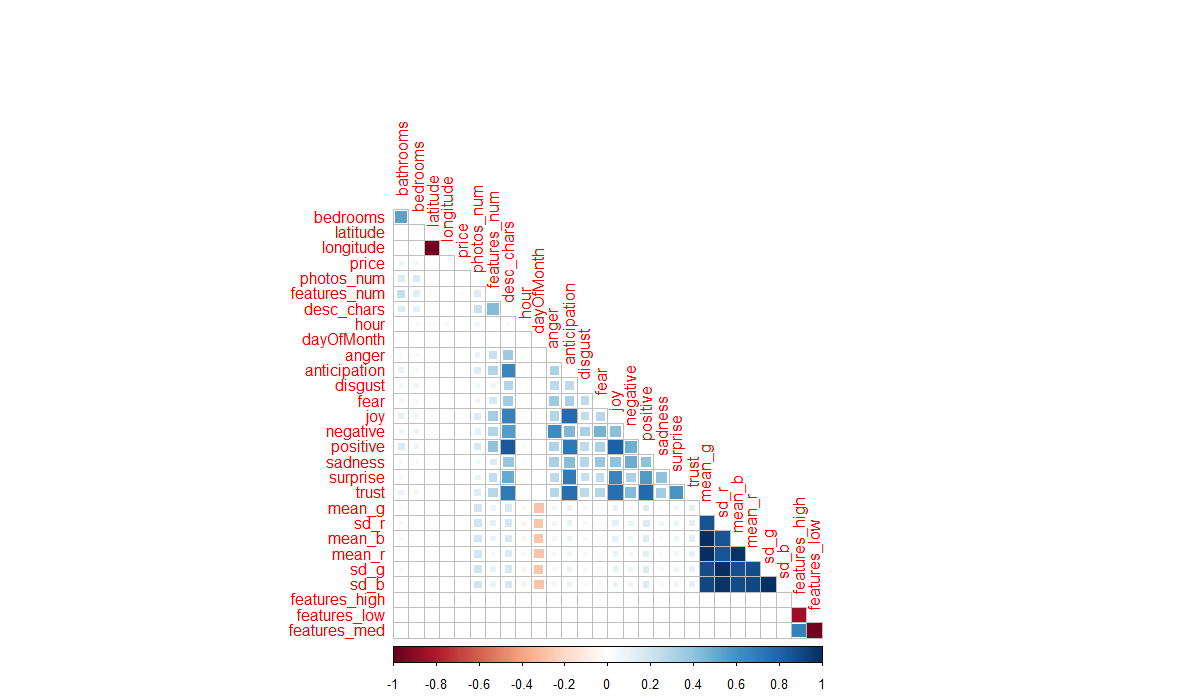 bathrooms
bedrooms
latitude
longitude
price
photos_num
features_num
desc_chars
hour
dayOfMonth
anger
anticipation
disgust
fear
joy
negative
positive
sadness
surprise
trust
mean_g
sd_r
mean_b
mean_r
sd_g
sd_b
features_high
features_low
bedrooms
latitude
longitude
price
photos_num
features_num
desc_chars
hour
dayOfMonth
anger
anticipation
disgust
fear
joy
negative
positive
sadness
surprise
trust
mean_g
sd_r
mean_b
mean_r
sd_g
sd_b
features_high
features_low
features_med
-1 -0.8 -0.6 -0.4 -0.2 0 0.2 0.4 0.6 0.8 1